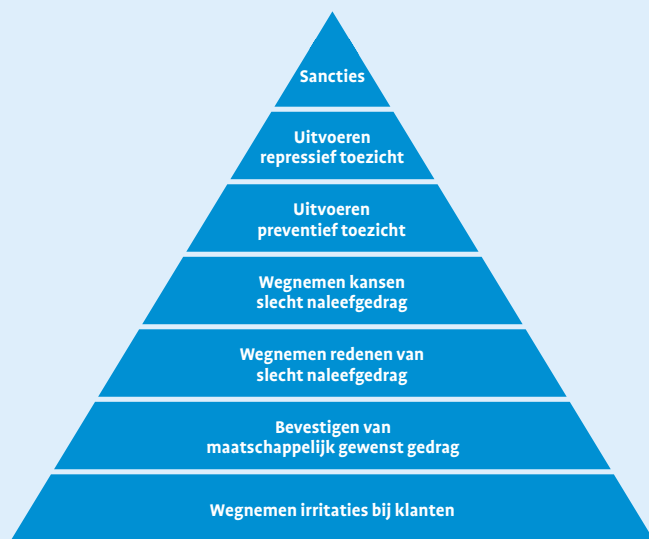 Sancties
Uitvoeren
repressief toezicht
Uitvoeren
preventief toezicht
Wegnemen kansen
slecht naleefgedrag
Wegnemen redenen van
slecht naleefgedrag
Bevestigen van
maatschappelijk gewenst gedrag
Wegnemen irritaties bij klanten